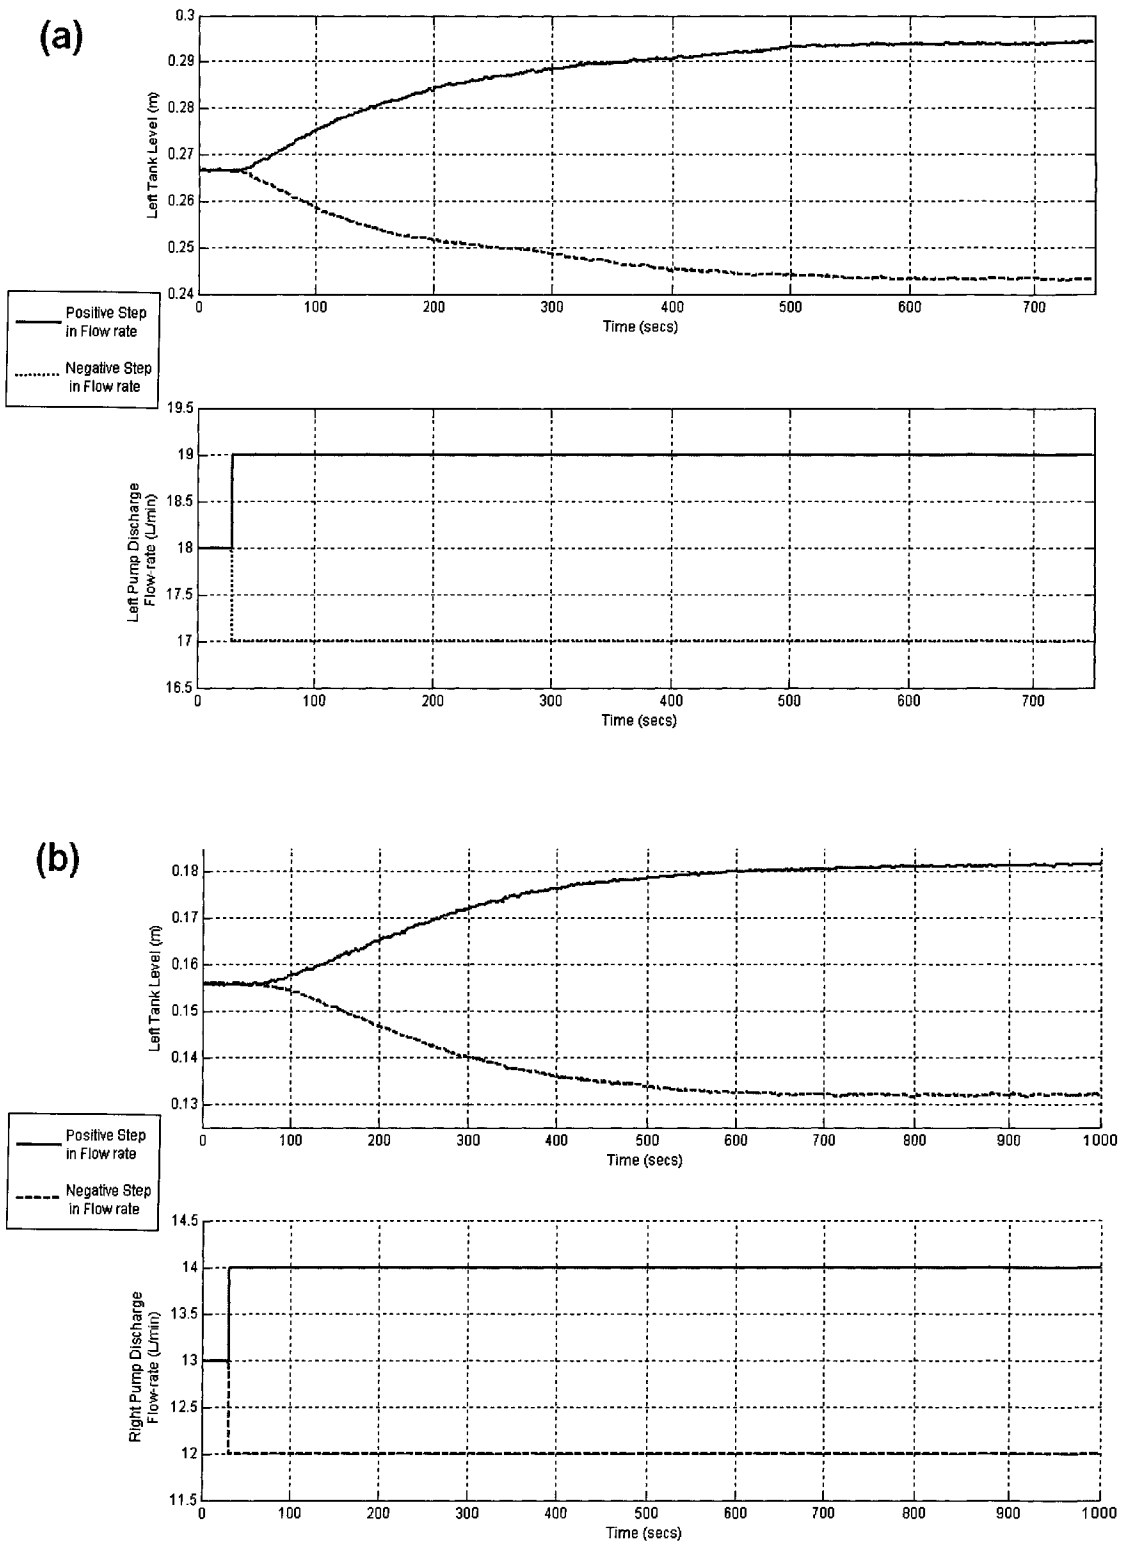 (a)
0.3
0.29
0.28
0.27
0.26
0.25
0.24
Left Tank Level (m)
0 100 200 300 400 500 600 700
Time (secs)
Positive Step
in Flow rate
Negative Step
in Flow rate
19.5
19
18.5
18
17.5
17
16.5
Left Pump Discharge
Flow-rate (L/min)
0 100 200 300 400 500 600 700
Time (secs)
(b)
0.18
0.17
0.16
0.15
0.14
0.13
Left Tank Level (m)
0 100 200 300 400 500 600 700 800 900 1000
Time (secs)
Positive Step
in Flow rate
Negative Step
in Flow rate
14.5
14
13.5
13
12.5
12
11.5
Right Pump Discharge
Flow-rate (L/min)
0 100 200 300 400 500 600 700 800 900 1000
Time (secs)